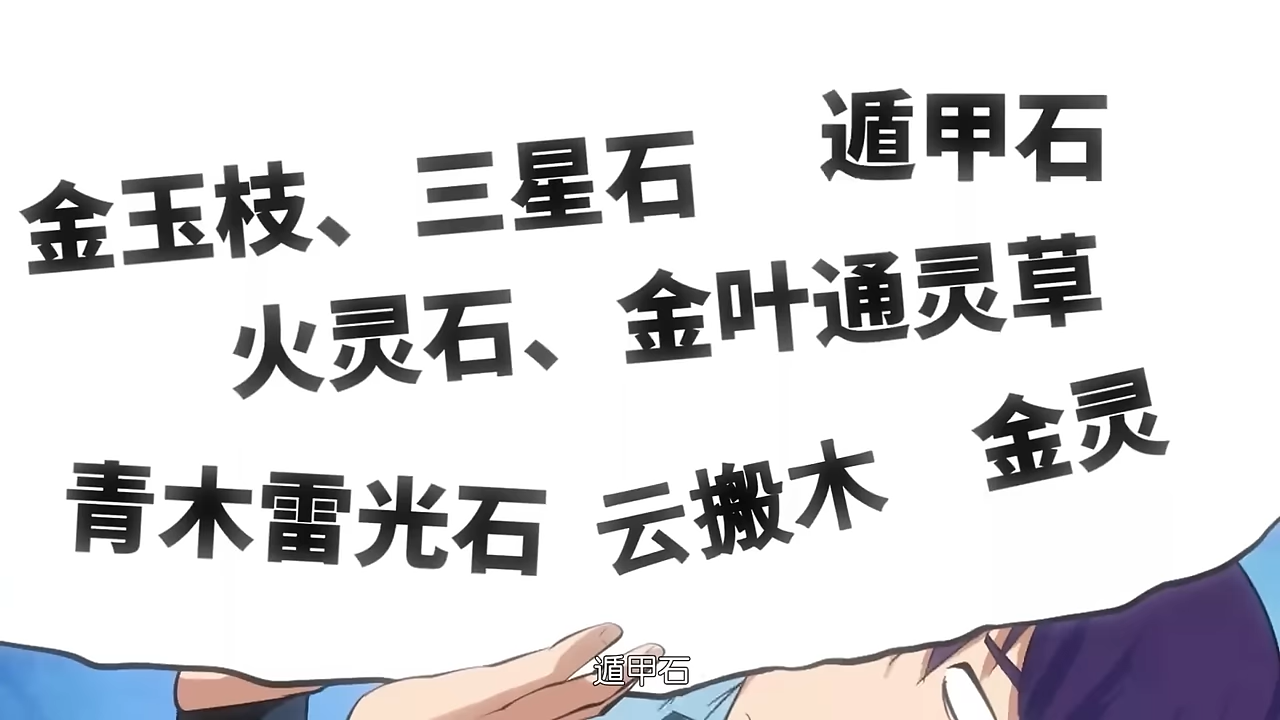 遁甲石
金玉枝、三星石
火灵石、金叶通灵草
金灵
青木雷光石
云搬木
遁甲石